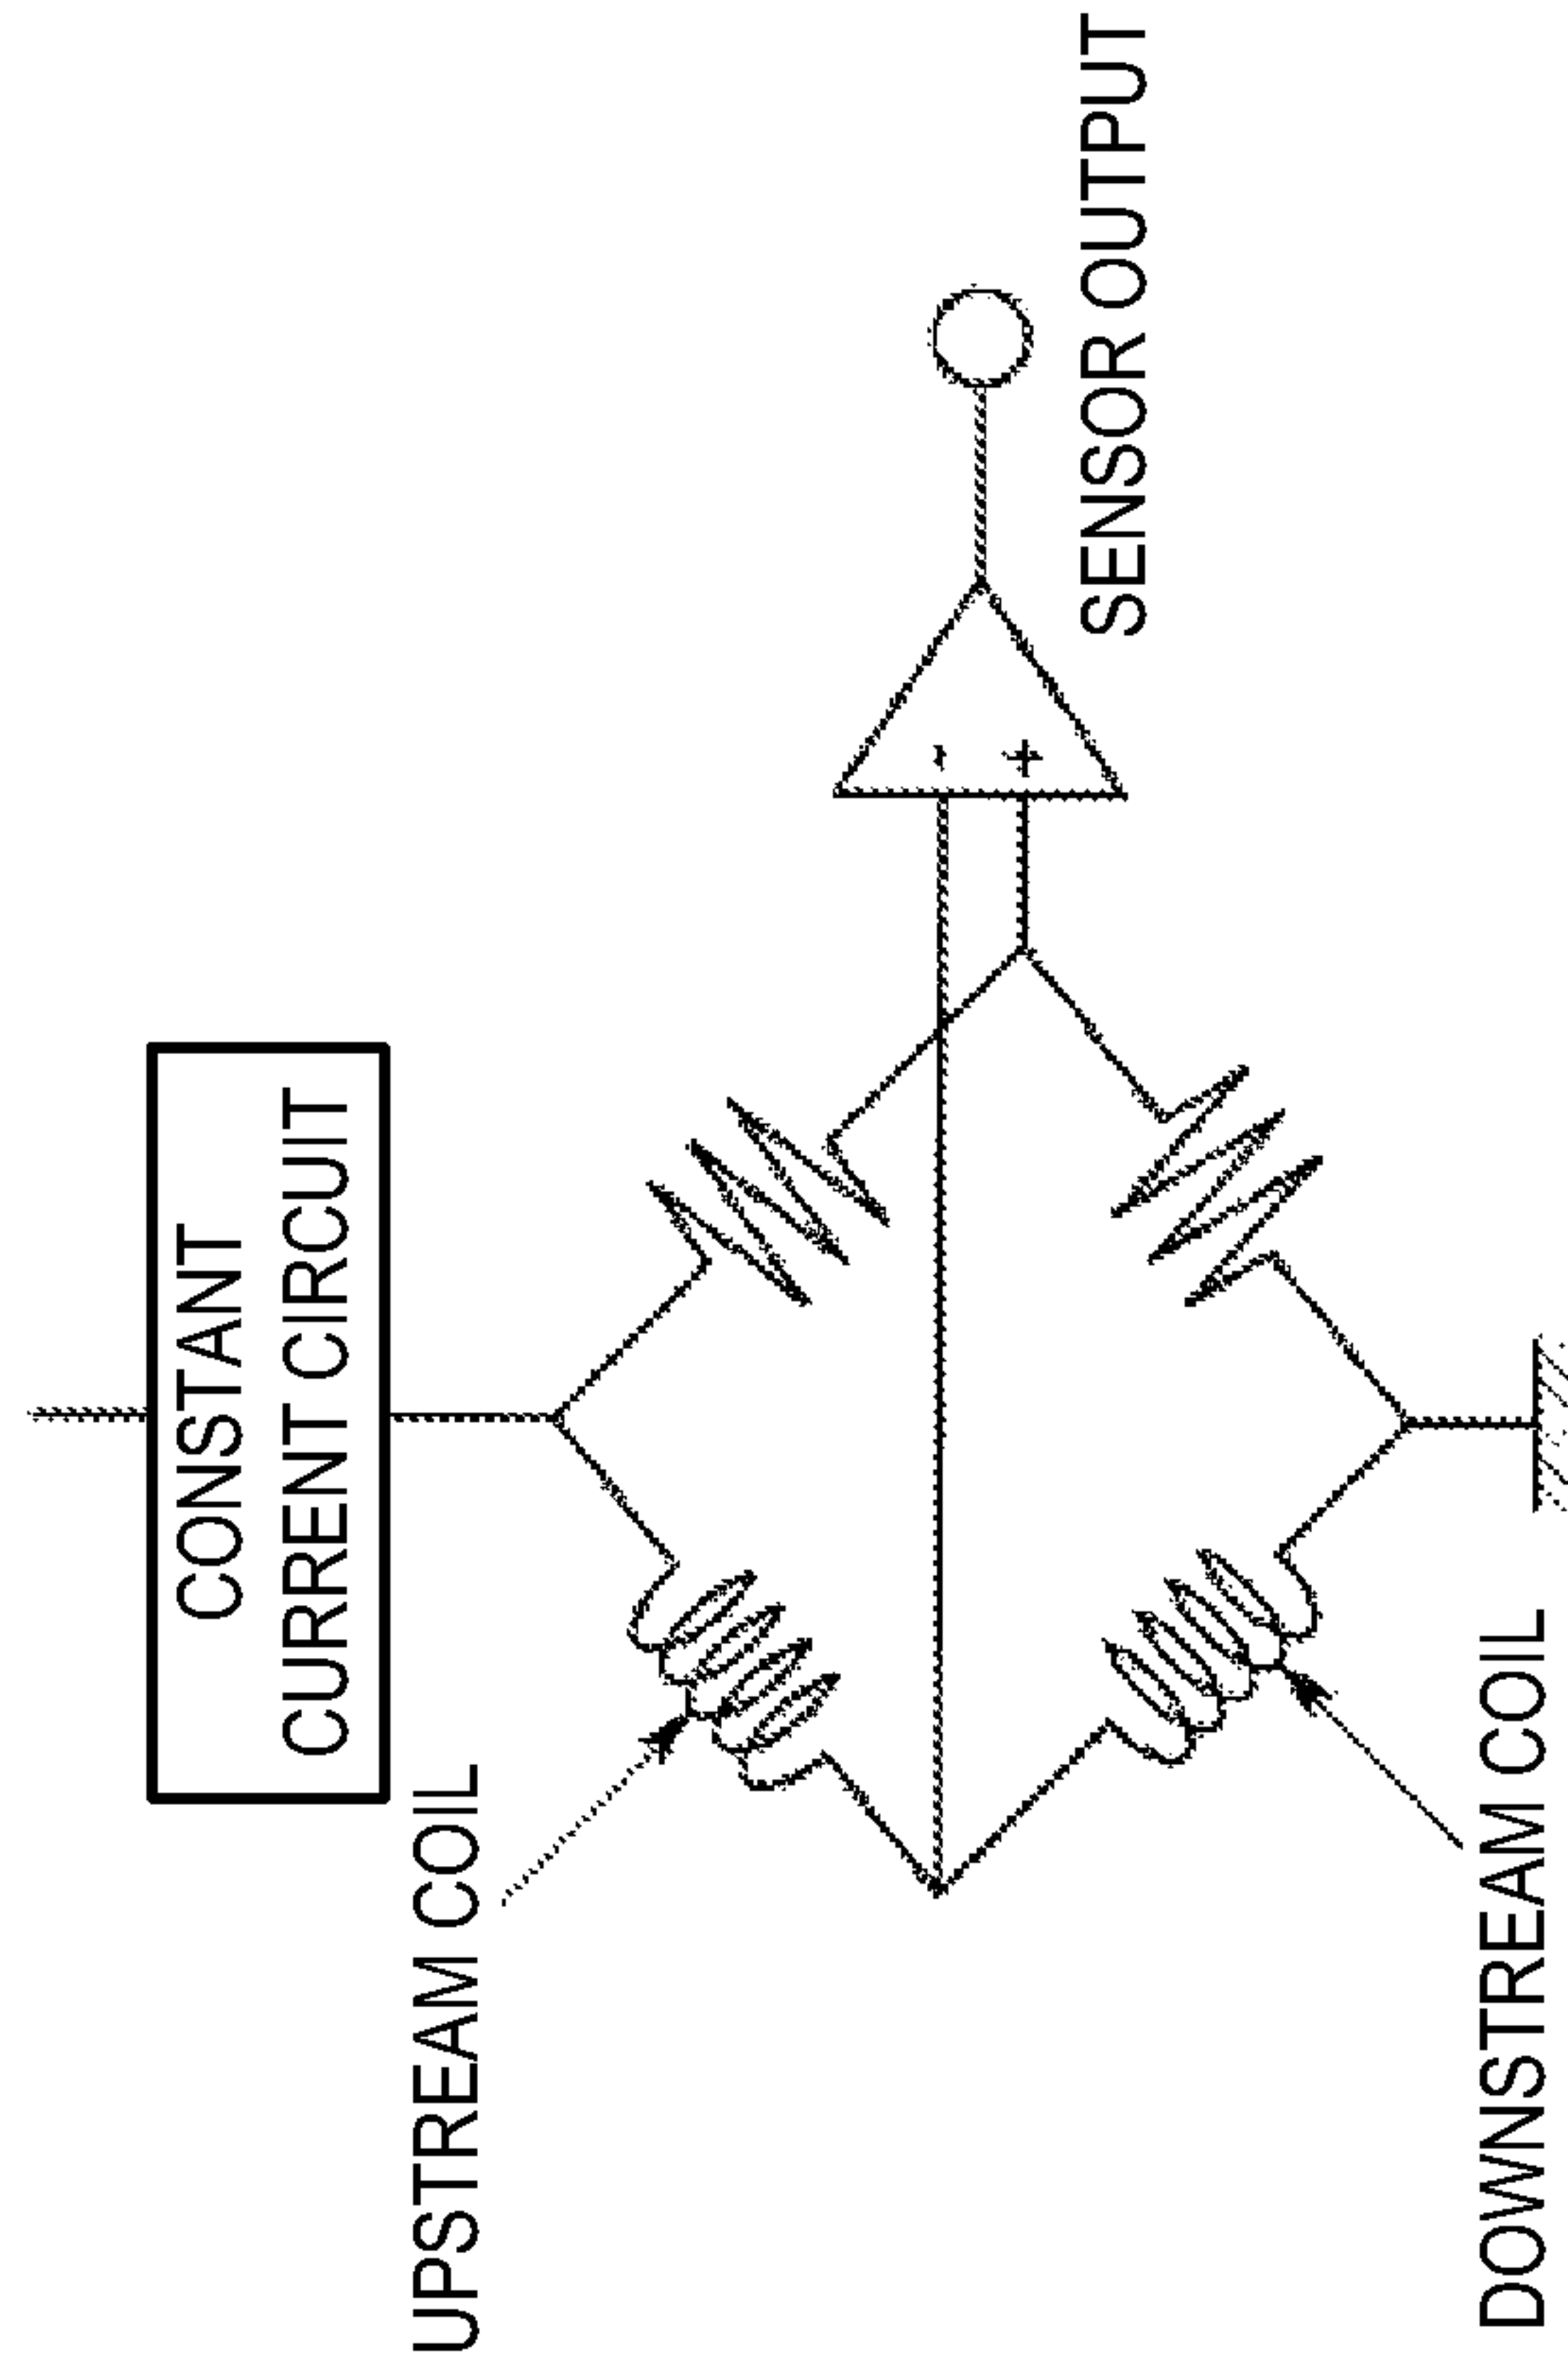 CONSTANT
CURRENT CIRCUIT
UPSTREAM COIL
-
+
SENSOR OUTPUT
DOWNSTREAM COIL